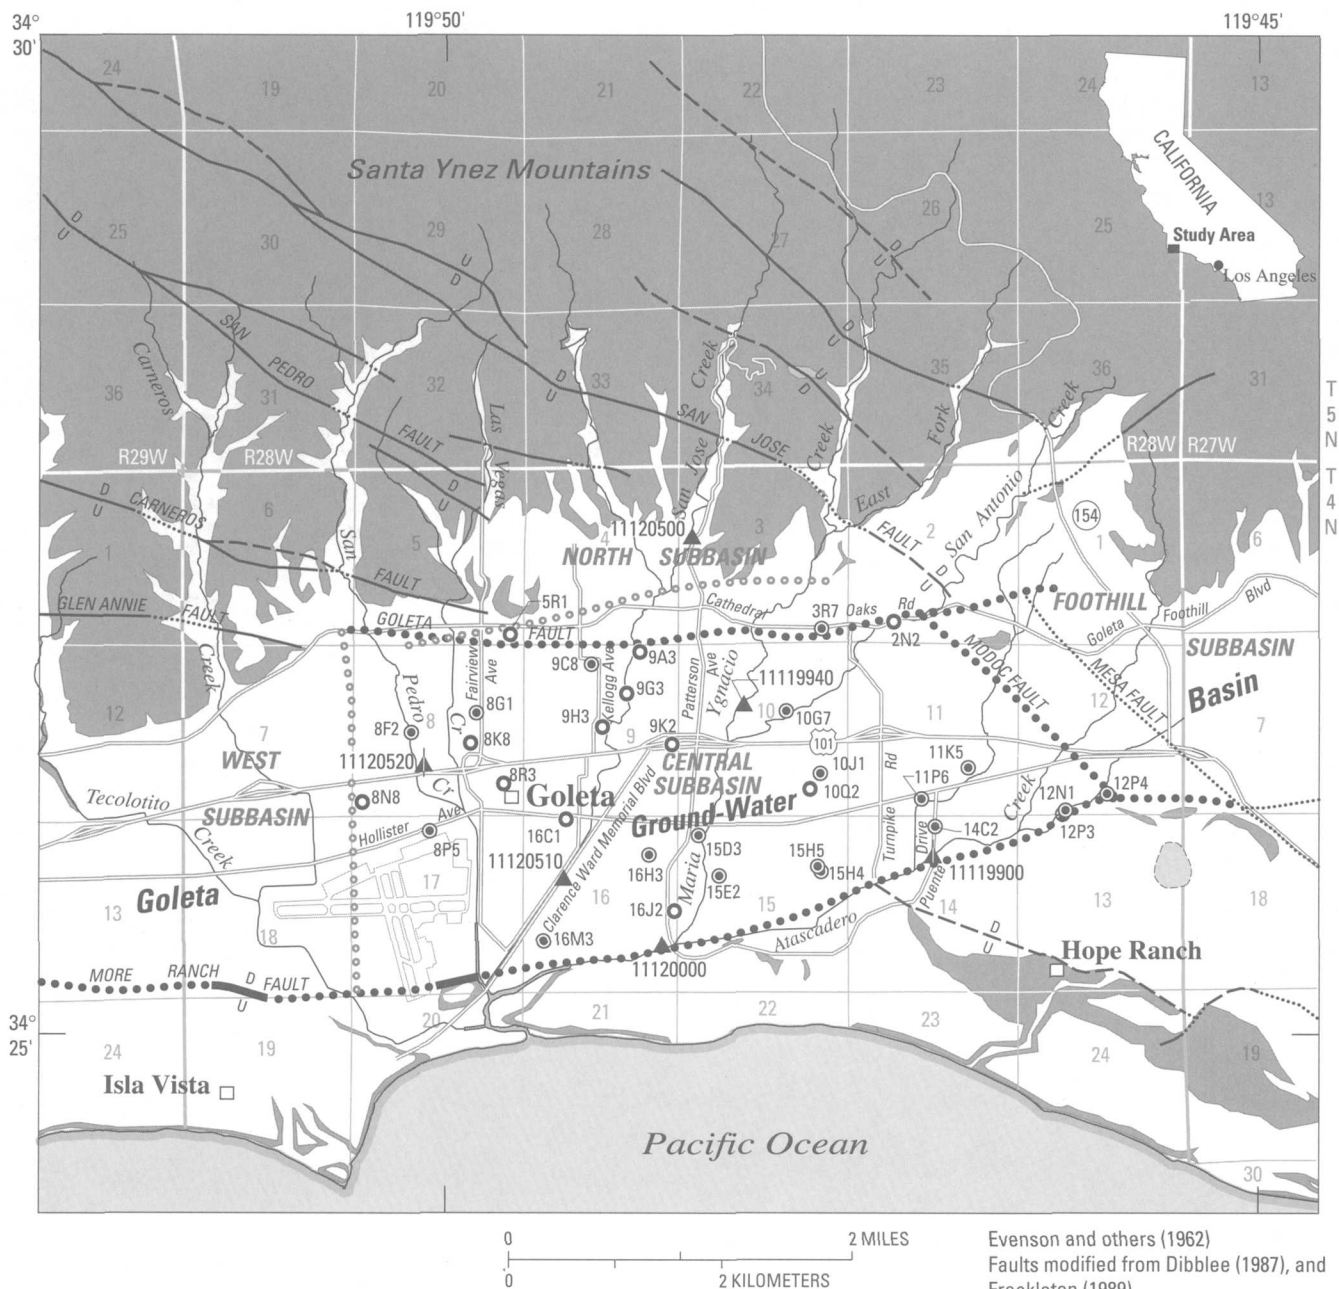 34°
30'
119°50'
119°45'
24
19
20
21
22
23
24
13
CALIFORNIA
Santa Ynez Mountains
13
D
U
25
30
29
28
27
26
25
Study Area
Los Angeles
U
D
D
U
SAN
PEDRO
FAULT
Carneros
Creek
36
31
32
33
34
35
36
31
D
U
D
U
U
D
SAN
JOSE
FAULT
Las
Vegas
San Jose
Creek
Creek
East
Fork
San Antonio
Creek
T
5
N
R29W
R28W
R28W
R27W
T
4
N
D
U
D
U
CARNEROS
FAULT
6
5
4
3
2
1
6
1
154
San
Pedro
Cr
11120500
NORTH SUBBASIN
D
U
GLEN ANNIE
FAULT
GOLETA
FAULT
5R1
Cathedral
Oaks
Rd
3R7
2N2
FOOTHILL
SUBBASIN
Goleta
Foothill
Blvd
MODOC FAULT
MESA FAULT
Basin
9C8
9A3
9G3
9H3
9K2
Fairview
Ave
Kellogg Ave
Patterson
Ave
Maria
Ygnacio
11119940
12
7
8
9
10
11
12
7
8G1
8F2
8K8
10G7
101
WEST
SUBBASIN
11120520
Cr
CENTRAL
SUBBASIN
10J1
10Q2
11K5
11P6
Turnpike
Rd
Creek
12P4
12N1
12P3
8R3
8N8
Goleta
Ground-Water
Tecolotito
Creek
Hollister
Ave
8P5
16C1
11120510
Clarence Ward Memorial Blvd
15D3
15E2
15H5
15H4
14C2
Puente
Drive
11119900
16H3
16J2
16M3
Goleta
13
18
17
16
15
14
13
18
Atascadero
11120000
D
U
Hope Ranch
MORE
RANCH
FAULT
D
U
34°
25'
24
19
20
21
22
23
24
19
Isla Vista
Pacific Ocean
30
0
2 MILES
0
2 KILOMETERS
Evenson and others (1962)
Faults modified from Dibblee (1987), and